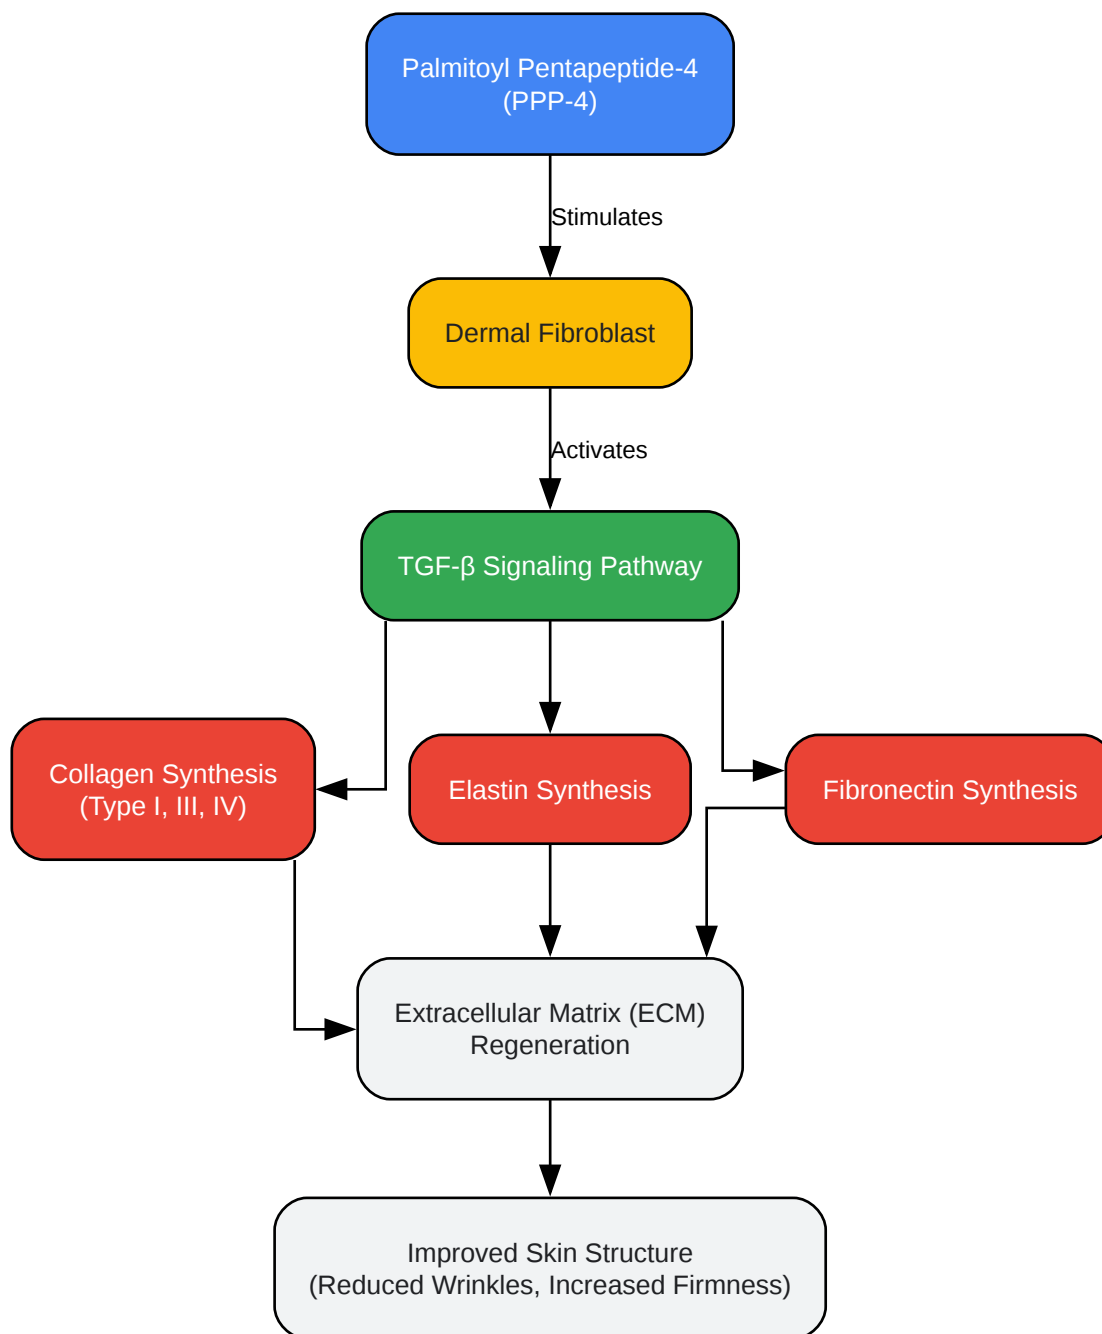 Palmitoyl Pentapeptide-4
(PPP-4)
Stimulates
Dermal Fibroblast
Activates
TGF-β Signaling Pathway
Collagen Synthesis
(Type I, III, IV)
Elastin Synthesis
Fibronectin Synthesis
Extracellular Matrix (ECM)
Regeneration
Improved Skin Structure
(Reduced Wrinkles, Increased Firmness)